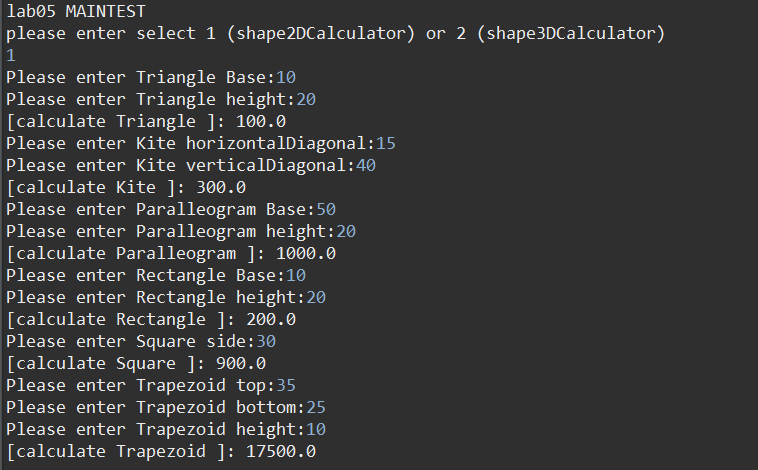 lab05 MAINTEST
please enter select 1 (shape2DCalculator) or 2 (shape3DCalculator)
1
Please enter Triangle Base:10
Please enter Triangle height:20
[calculate Triangle ]: 100.0
Please enter Kite horizontalDiagonal:15
Please enter Kite verticalDiagonal:40
[calculate Kite ]: 300.0
Please enter Paralleogram Base:50
Please enter Paralleogram height:20
[calculate Paralleogram ]: 1000.0
Please enter Rectangle Base:10
Please enter Rectangle height:20
[calculate Rectangle ]: 200.0
Please enter Square side:30
[calculate Square ]: 900.0
Please enter Trapezoid top:35
Please enter Trapezoid bottom:25
Please enter Trapezoid height:10
[calculate Trapezoid ]: 17500.0